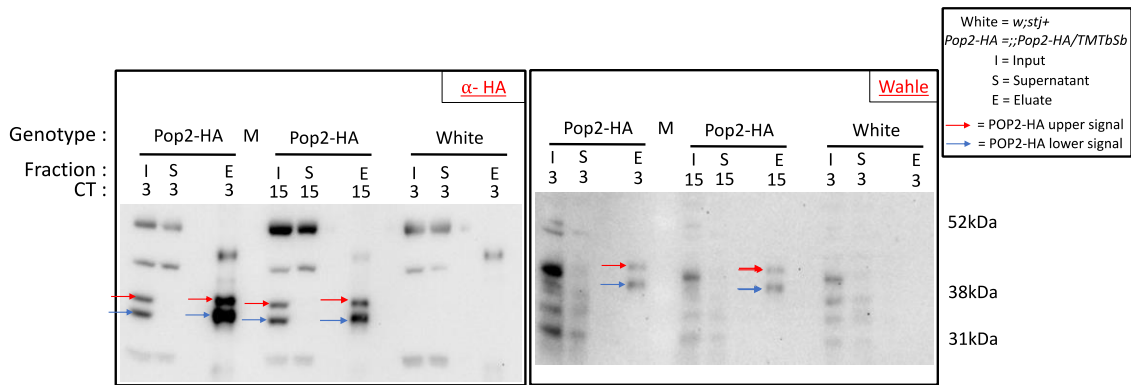 α- HA
Genotype :
Pop2-HA M Pop2-HA White
Fraction :
I S E I S E I S E
CT :
3 3 3 15 15 15 3 3 3
Wahle
Pop2-HA M Pop2-HA White
I S E I S E I S E
3 3 3 15 15 15 3 3 3
52kDa
38kDa
31kDa
White = w;stj+
Pop2-HA =;;Pop2-HA/TMTbSb
I = Input
S = Supernatant
E = Eluate
= POP2-HA upper signal
= POP2-HA lower signal